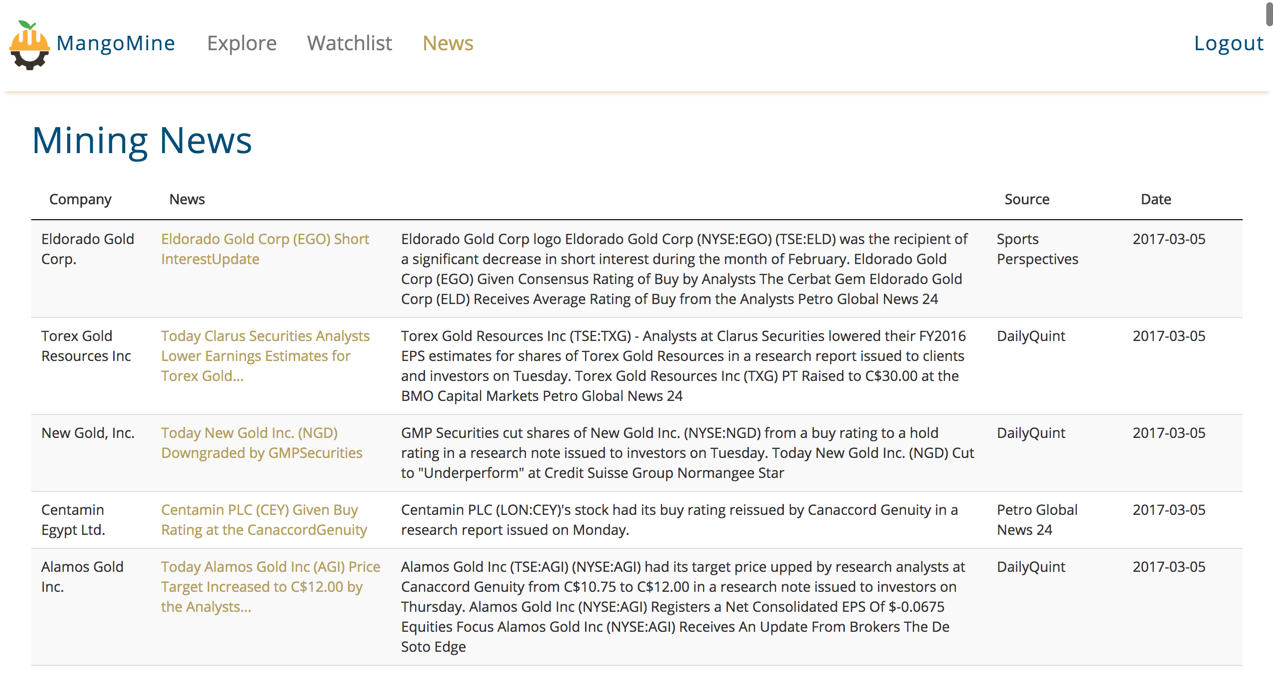 MangoMine Explore Watchlist News Logout
Mining News
Company News Source Date
Eldorado Gold Corp.
Eldorado Gold Corp (EGO) Short
InterestUpdate
Eldorado Gold Corp logo Eldorado Gold Corp (NYSE:EGO) (TSE:ELD) was the recipient of
a significant decrease in short interest during the month of February. Eldorado Gold
Corp (EGO) Given Consensus Rating of Buy by Analysts The Cerbat Gem Eldorado Gold
Corp (ELD) Receives Average Rating of Buy from the Analysts Petro Global News 24
Sports
Perspectives
2017-03-05
Torex Gold
Resources Inc
Today Clarus Securities Analysts
Lower Earnings Estimates for
Torex Gold...
Torex Gold Resources Inc (TSE:TXG) - Analysts at Clarus Securities lowered their FY2016
EPS estimates for shares of Torex Gold Resources in a research report issued to clients
and investors on Tuesday. Torex Gold Resources Inc (TXG) PT Raised to C$30.00 at the
BMO Capital Markets Petro Global News 24
DailyQuint
2017-03-05
New Gold, Inc.
Today New Gold Inc. (NGD)
Downgraded by GMPSecurities
GMP Securities cut shares of New Gold Inc. (NYSE:NGD) from a buy rating to a hold
rating in a research note issued to investors on Tuesday. Today New Gold Inc. (NGD) Cut
to "Underperform" at Credit Suisse Group Normangee Star
DailyQuint
2017-03-05
Centamin
Egypt Ltd.
Centamin PLC (CEY) Given Buy
Rating at the CanaccordGenuity
Centamin PLC (LON:CEY)'s stock had its buy rating reissued by Canaccord Genuity in a
research report issued on Monday.
Petro Global
News 24
2017-03-05
Alamos Gold
Inc.
Today Alamos Gold Inc (AGI) Price
Target Increased to C$12.00 by
the Analysts...
Alamos Gold Inc (TSE:AGI) (NYSE:AGI) had its target price upped by research analysts at
Canaccord Genuity from C$10.75 to C$12.00 in a research note issued to investors on
Thursday. Alamos Gold Inc (NYSE:AGI) Registers a Net Consolidated EPS Of $-0.0675
Equities Focus Alamos Gold Inc (NYSE:AGI) Receives An Update From Brokers The De
Soto Edge
DailyQuint
2017-03-05